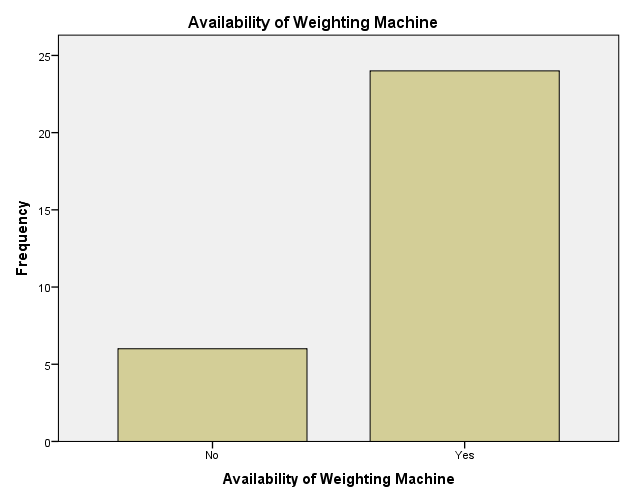 Availability of Weighting Machine
Frequency
25
20
15
10
5
0
No Yes
Availability of Weighting Machine